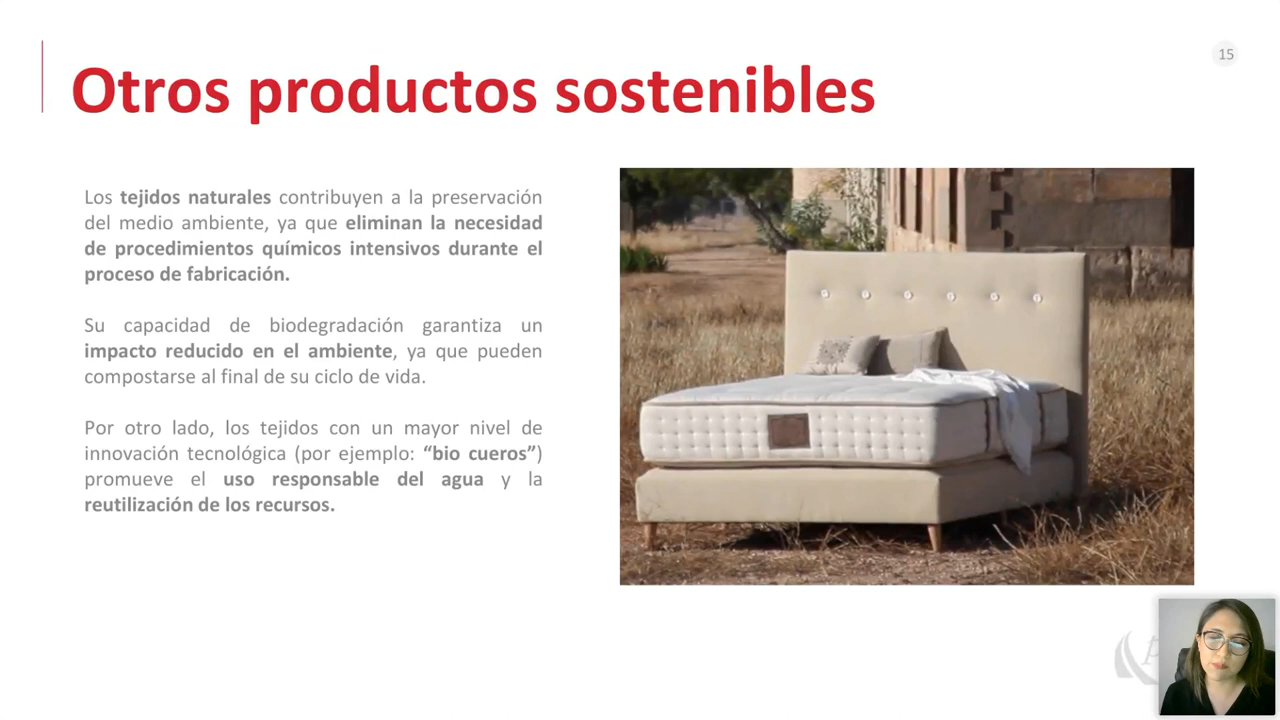 15
Otros productos sostenibles
Los tejidos naturales contribuyen a la preservación
del medio ambiente, ya que eliminan la necesidad
de procedimientos químicos intensivos durante el
proceso de fabricación.
Su capacidad de biodegradación garantiza un
impacto reducido en el ambiente, ya que pueden
compostarse al final de su ciclo de vida.
Por otro lado, los tejidos con un mayor nivel de
innovación tecnológica (por ejemplo: “bio cueros”)
promueve el uso responsable del agua y la
reutilización de los recursos.